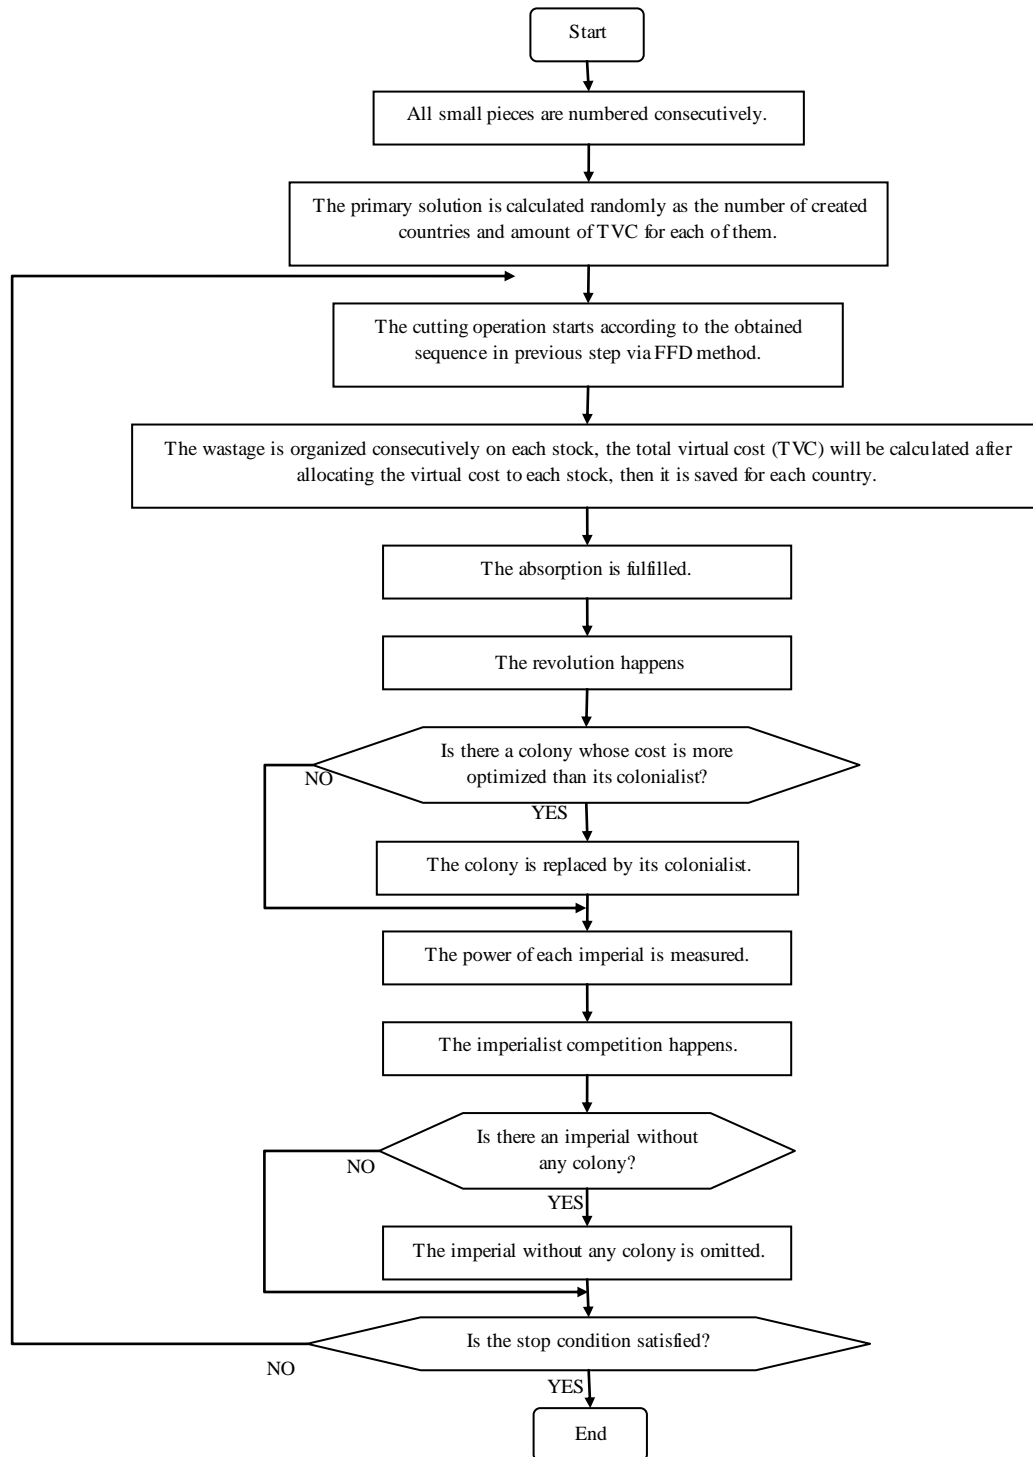 Start
All small pieces are numbered consecutively.
The primary solution is calculated randomly as the number of created
countries and amount of TVC for each of them.
The cutting operation starts according to the obtained
sequence in previous step via FFD method.
The wastage is organized consecutively on each stock, the total virtual cost (TVC) will be calculated after
allocating the virtual cost to each stock, then it is saved for each country.
The absorption is fulfilled.
The revolution happens
Is there a colony whose cost is more
optimized than its colonialist?
NO
YES
The colony is replaced by its colonialist.
The power of each imperial is measured.
The imperialist competition happens.
Is there an imperial without
any colony?
NO
YES
The imperial without any colony is omitted.
Is the stop condition satisfied?
NO
YES
End